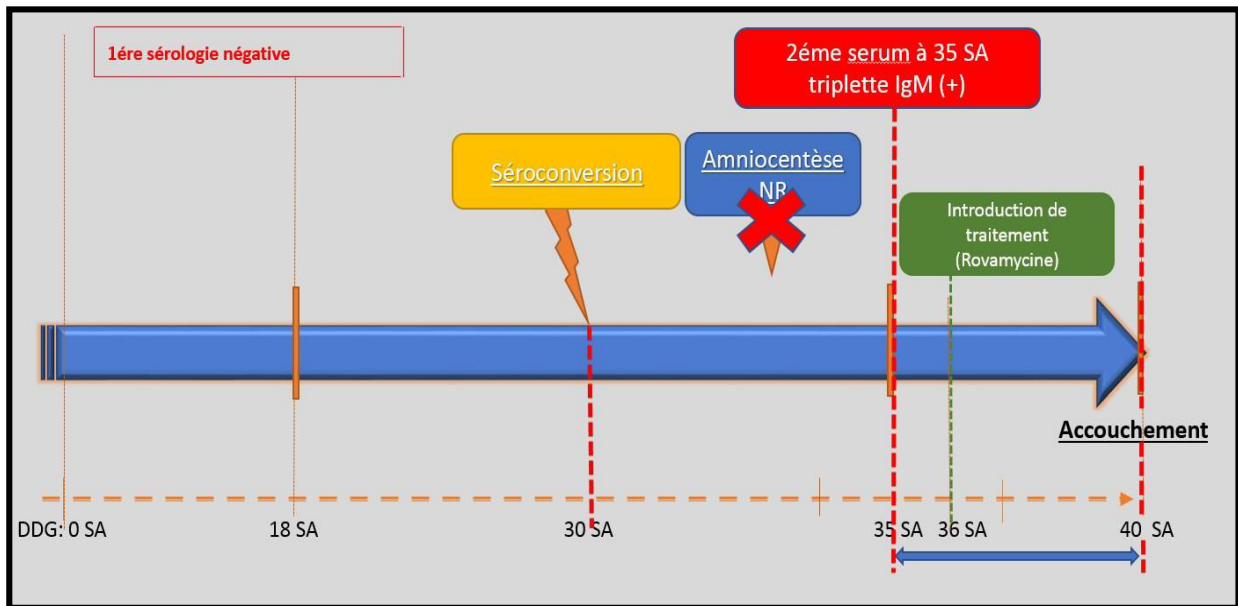 1ére sérologie négative
2éme serum à 35 SA
triplette IgM (+)
Séroconversion
Amniocentèse
NR
Introduction de
traitement
(Rovamycine)
Accouchement
DDG: 0 SA
18 SA
30 SA
35 SA
36 SA
40 SA